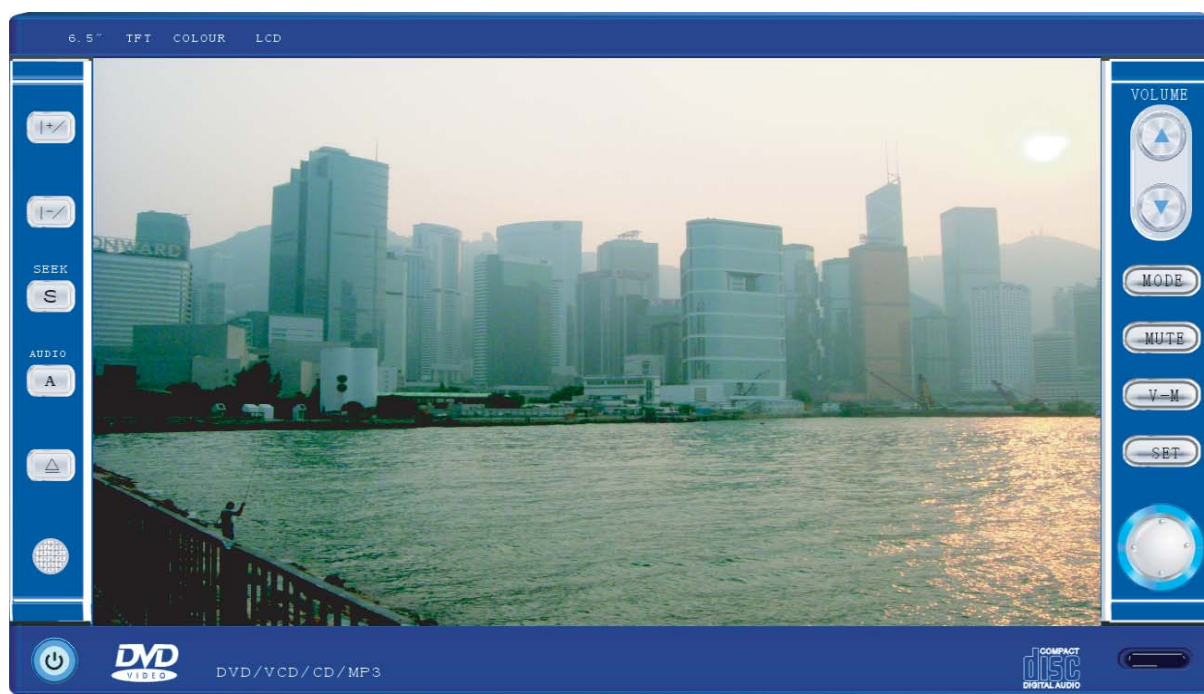 6.5″ TFT COLOUR LCD
|+/
|-/
SEEK
S
AUDIO
A
ONWARD
VOLUME
MODE
MUTE
V-M
SET
DVD
VIDEO
DVD/VCD/CD/MP3
COMPACT
disc
DIGITAL AUDIO